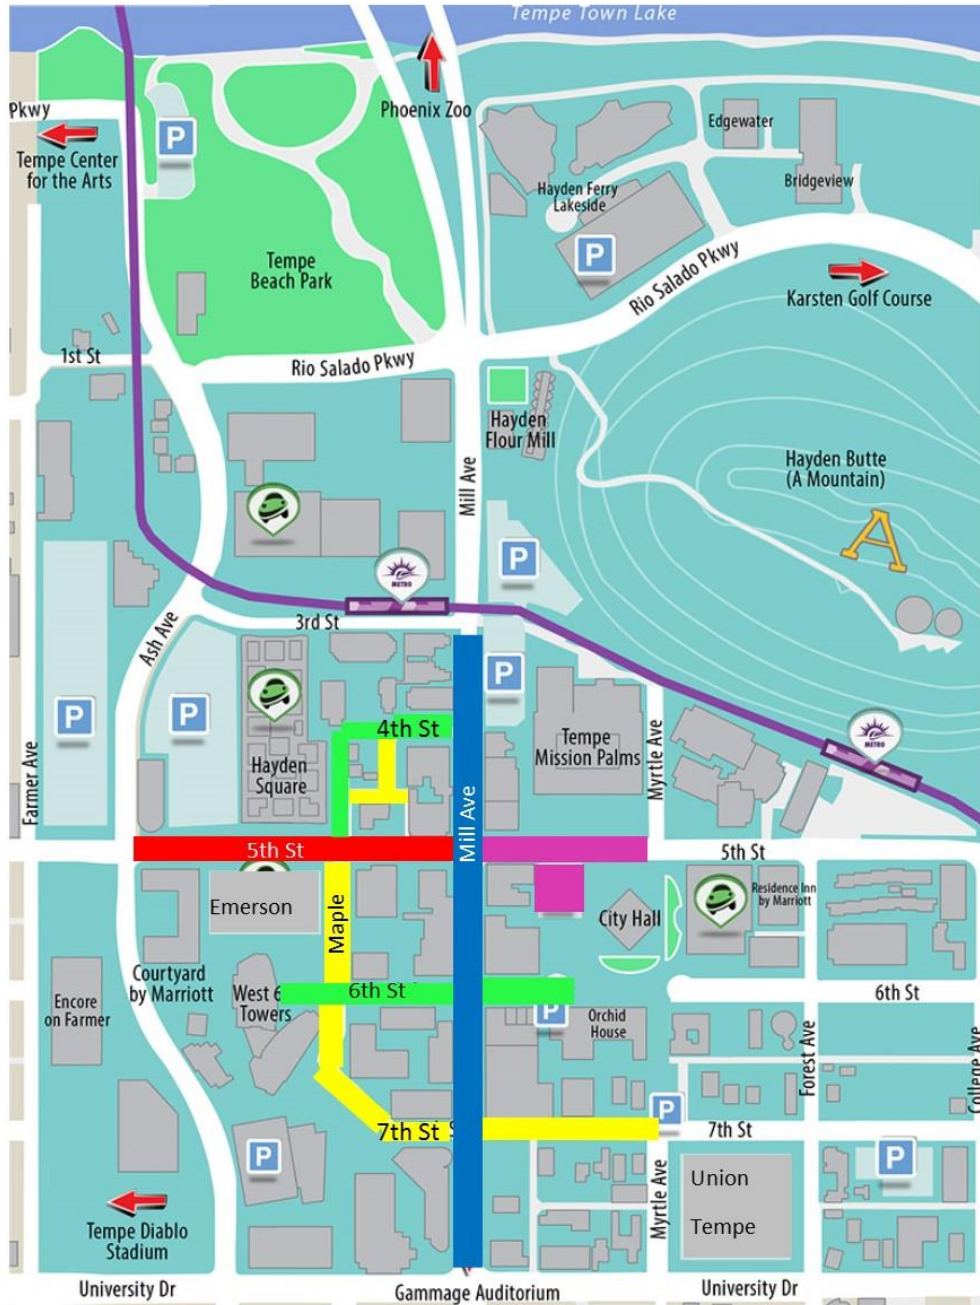 Tempe Town Lake
Pkwy
Phoenix Zoo
Tempe Center
for the Arts
P
Edgewater
Hayden Ferry
Lakeside
Bridgeview
P
Tempe
Beach Park
Rio Salado Pkwy
Karsten Golf Course
1st St
Rio Salado Pkwy
Hayden
Flour Mill
Mill Ave
Hayden Butte
(A Mountain)
A
P
METRO
3rd St
Ash Ave
P
P
P
4th St
Tempe
Mission Palms
Myrtle Ave
METRO
Hayden
Square
Farmer Ave
Mill Ave
5th St
5th St
Emerson
Maple
City Hall
Residence Inn
by Marriott
Courtyard
by Marriott
West 6
Towers
6th St
6th St
Encore
on Farmer
P
Orchid
House
Forest Ave
College Ave
7th St
P
7th St
P
P
Myrtle Ave
Union
Tempe
Tempe Diablo
Stadium
University Dr
Gammage Auditorium
University Dr